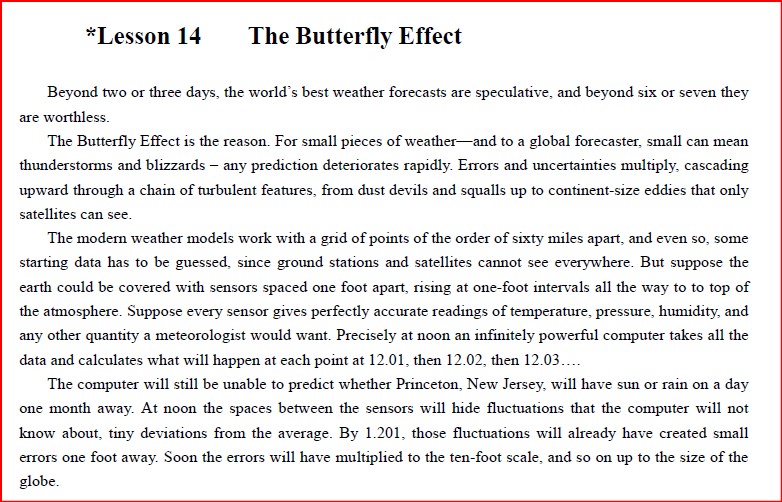 *Lesson 14 The Butterfly Effect
Beyond two or three days, the world's best weather forecasts are speculative, and beyond six or seven they
are worthless.
The Butterfly Effect is the reason. For small pieces of weather—and to a global forecaster, small can mean
thunderstorms and blizzards – any prediction deteriorates rapidly. Errors and uncertainties multiply, cascading
upward through a chain of turbulent features, from dust devils and squalls up to continent-size eddies that only
satellites can see.
The modern weather models work with a grid of points of the order of sixty miles apart, and even so, some
starting data has to be guessed, since ground stations and satellites cannot see everywhere. But suppose the
earth could be covered with sensors spaced one foot apart, rising at one-foot intervals all the way to to top of
the atmosphere. Suppose every sensor gives perfectly accurate readings of temperature, pressure, humidity, and
any other quantity a meteorologist would want. Precisely at noon an infinitely powerful computer takes all the
data and calculates what will happen at each point at 12.01, then 12.02, then 12.03….
The computer will still be unable to predict whether Princeton, New Jersey, will have sun or rain on a day
one month away. At noon the spaces between the sensors will hide fluctuations that the computer will not
know about, tiny deviations from the average. By 1.201, those fluctuations will already have created small
errors one foot away. Soon the errors will have multiplied to the ten-foot scale, and so on up to the size of the
globe.